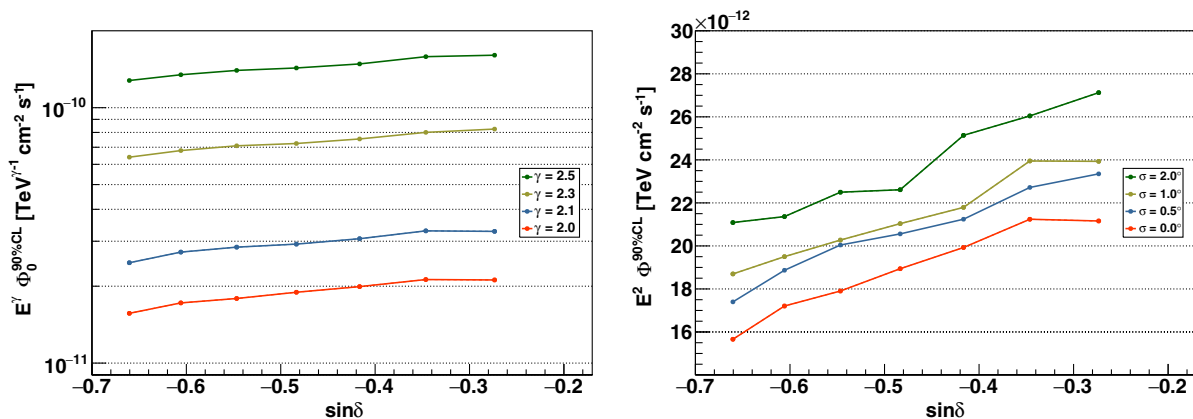 E^γ Φ₀^90%CL [TeV^γ-1 cm^-2 s^-1]
10^-10
10^-11
γ = 2.5
γ = 2.3
γ = 2.1
γ = 2.0
−0.7 −0.6 −0.5 −0.4 −0.3 −0.2
sinδ
×10^-12
E^2 Φ^90%CL [TeV cm^-2 s^-1]
30
28
26
24
22
20
18
16
σ = 2.0°
σ = 1.0°
σ = 0.5°
σ = 0.0°
−0.7 −0.6 −0.5 −0.4 −0.3 −0.2
sinδ